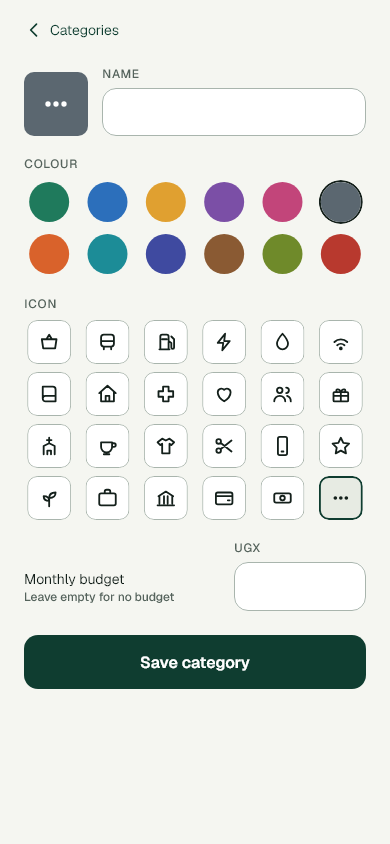 Categories
NAME
COLOUR
ICON
UGX
Monthly budget
Leave empty for no budget
Save category